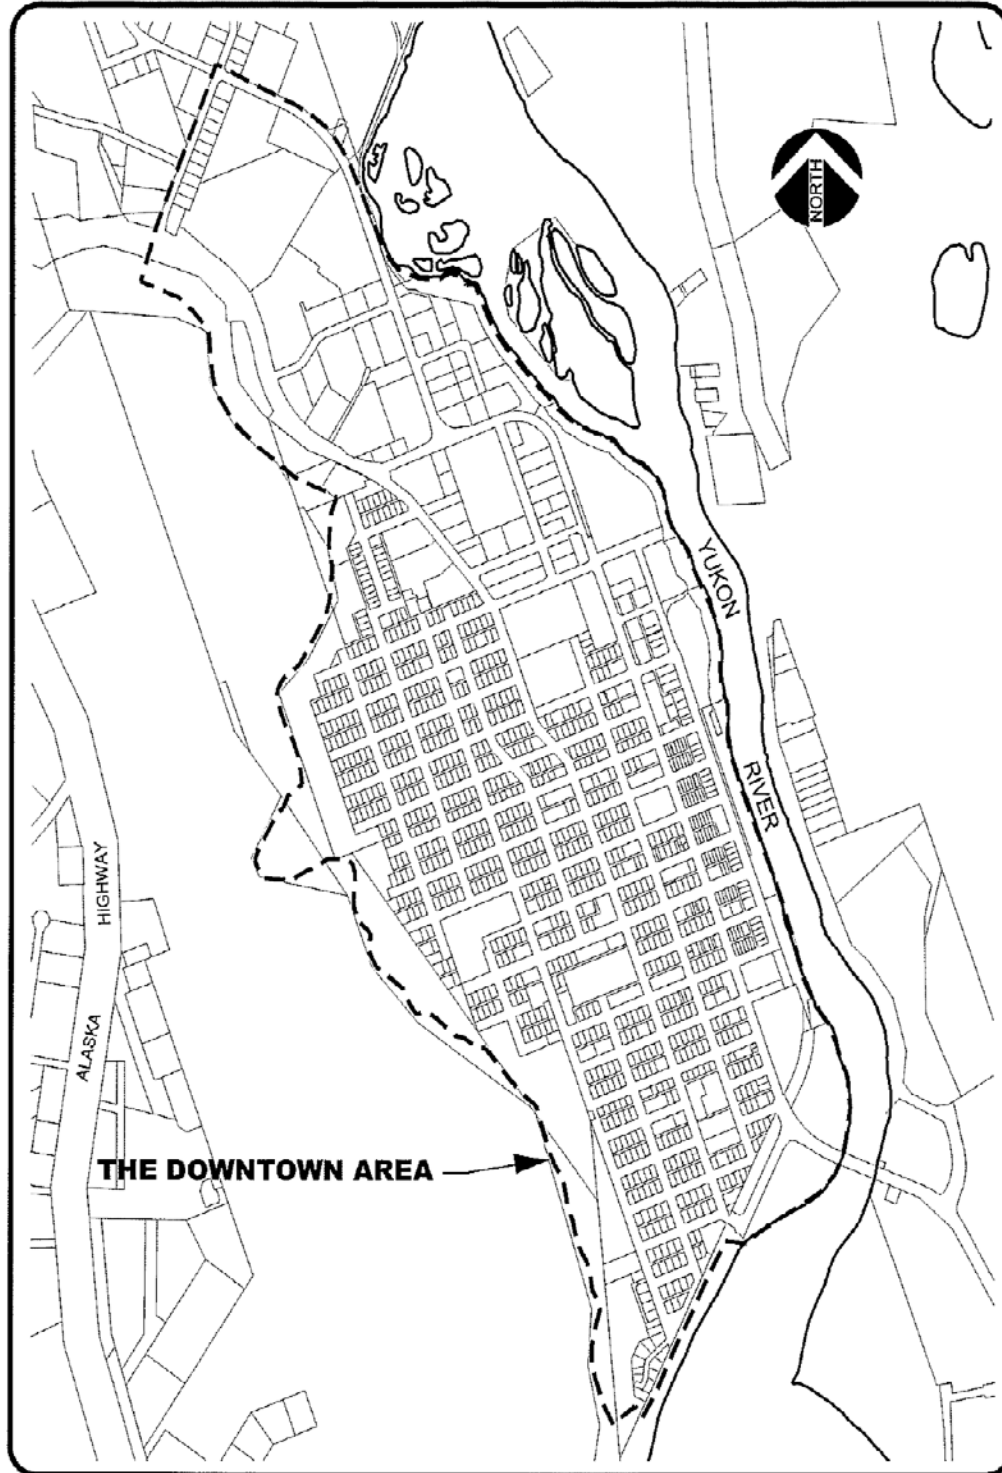 NORTH
YUKON
RIVER
HIGHWAY
ALASKA
THE DOWNTOWN AREA